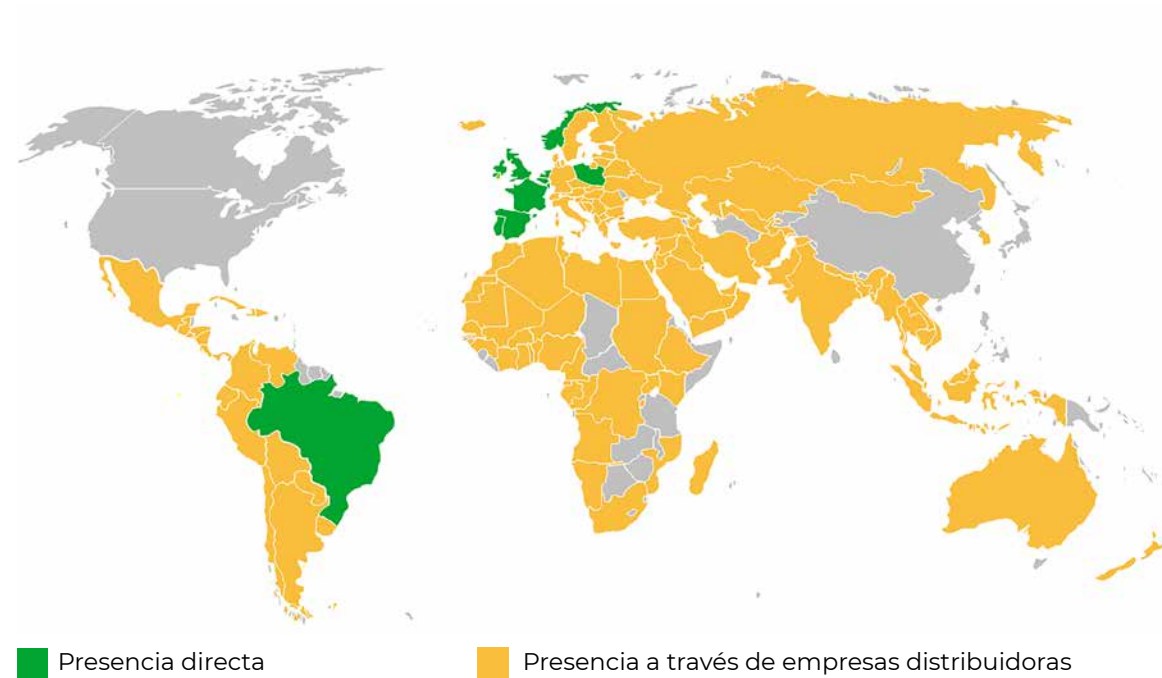 Presencia directa
Presencia a través de empresas distribuidoras